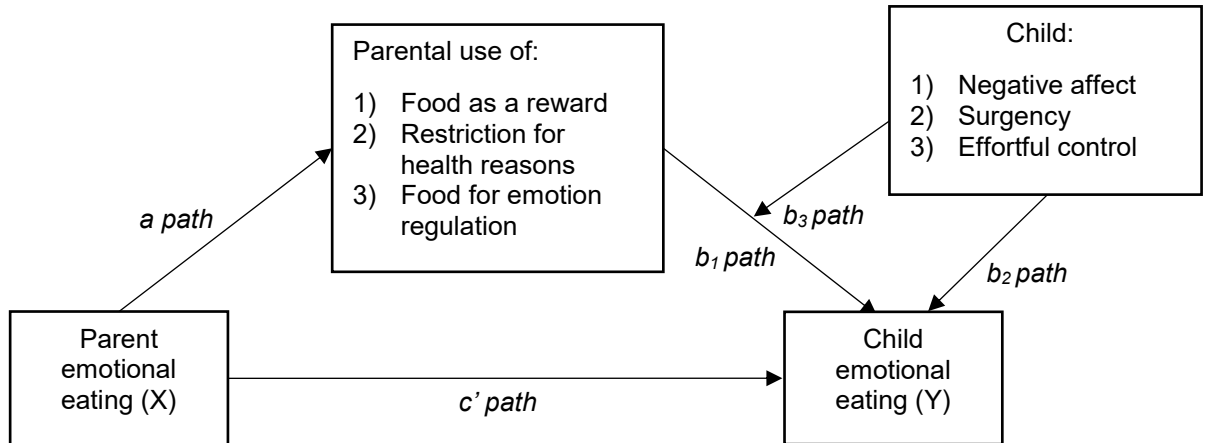 Parental use of:
1) Food as a reward
2) Restriction for
health reasons
3) Food for emotion
regulation
Child:
1) Negative affect
2) Surgency
3) Effortful control
a path
b₃ path
b₁ path
b₂ path
Parent
emotional
eating (X)
c’ path
Child
emotional
eating (Y)